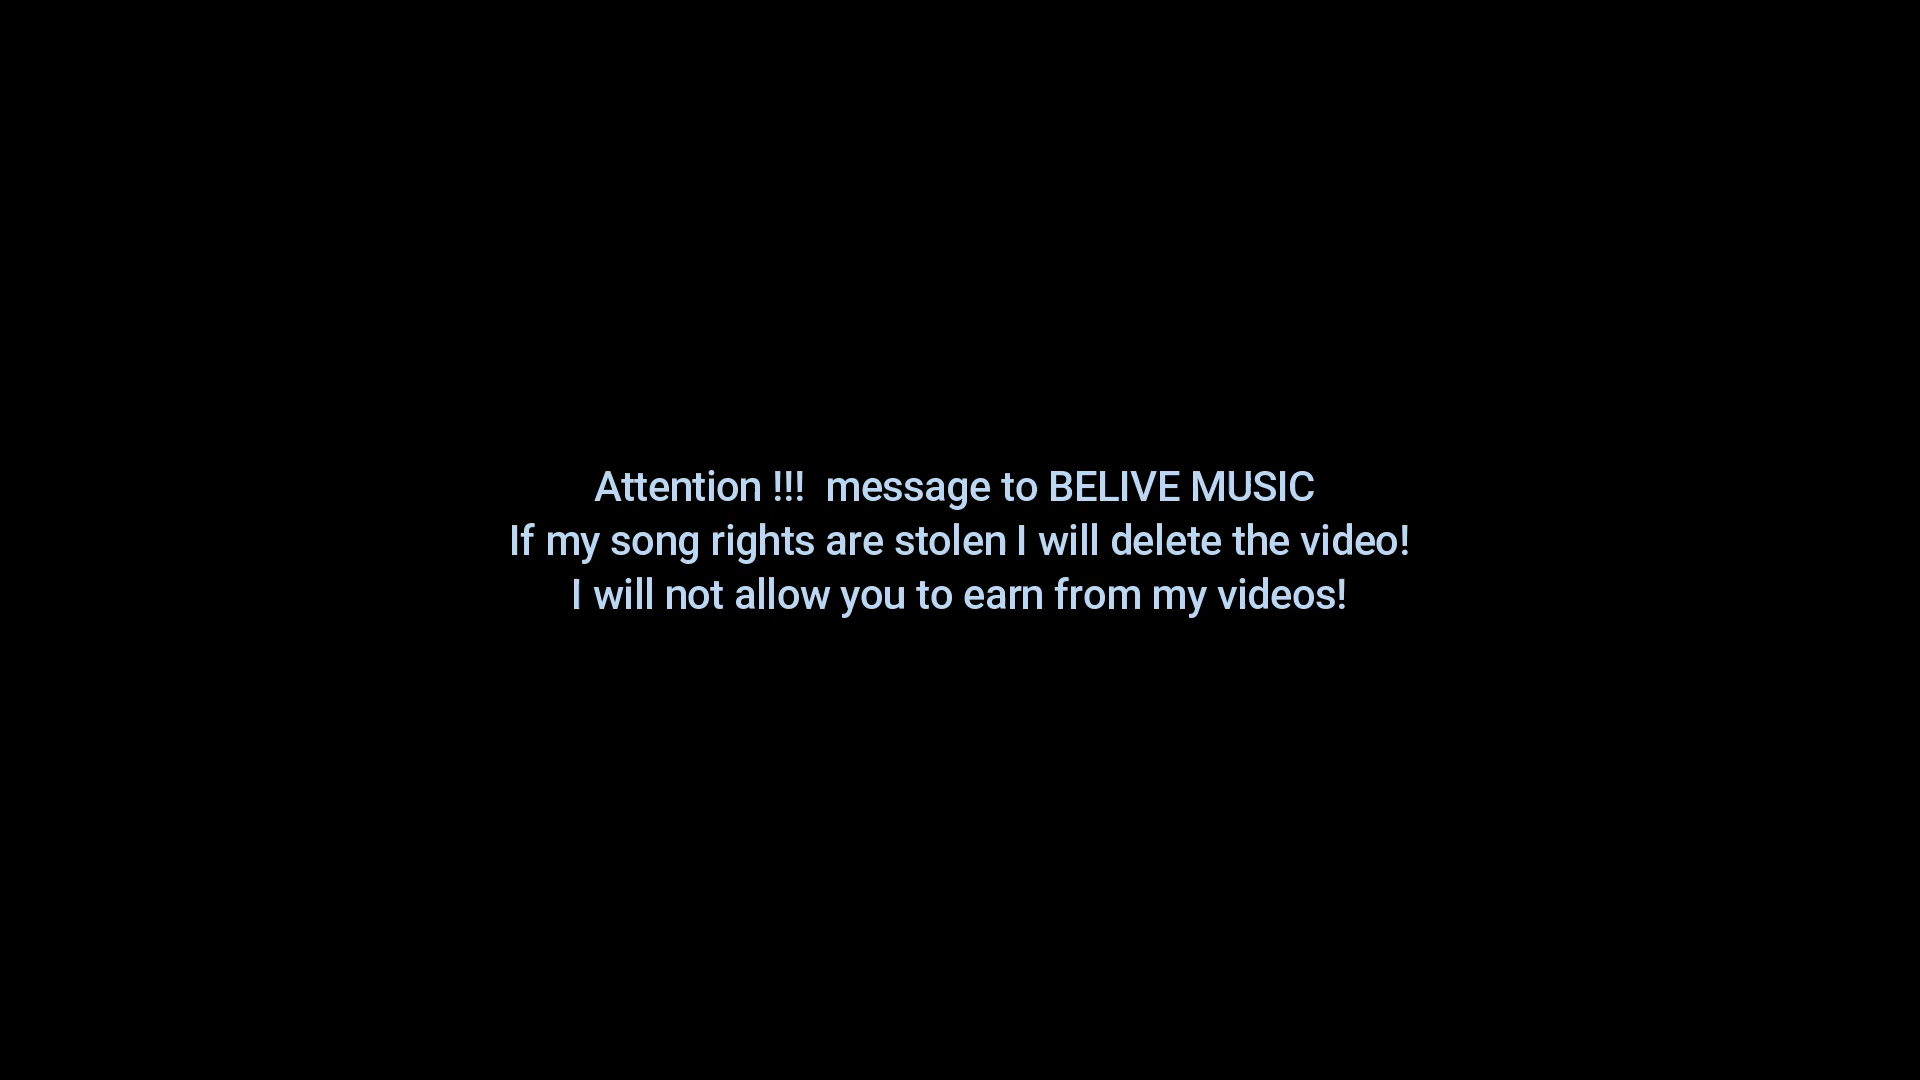 Attention !!!  message to BELIVE MUSIC
If my song rights are stolen I will delete the video!
I will not allow you to earn from my videos!